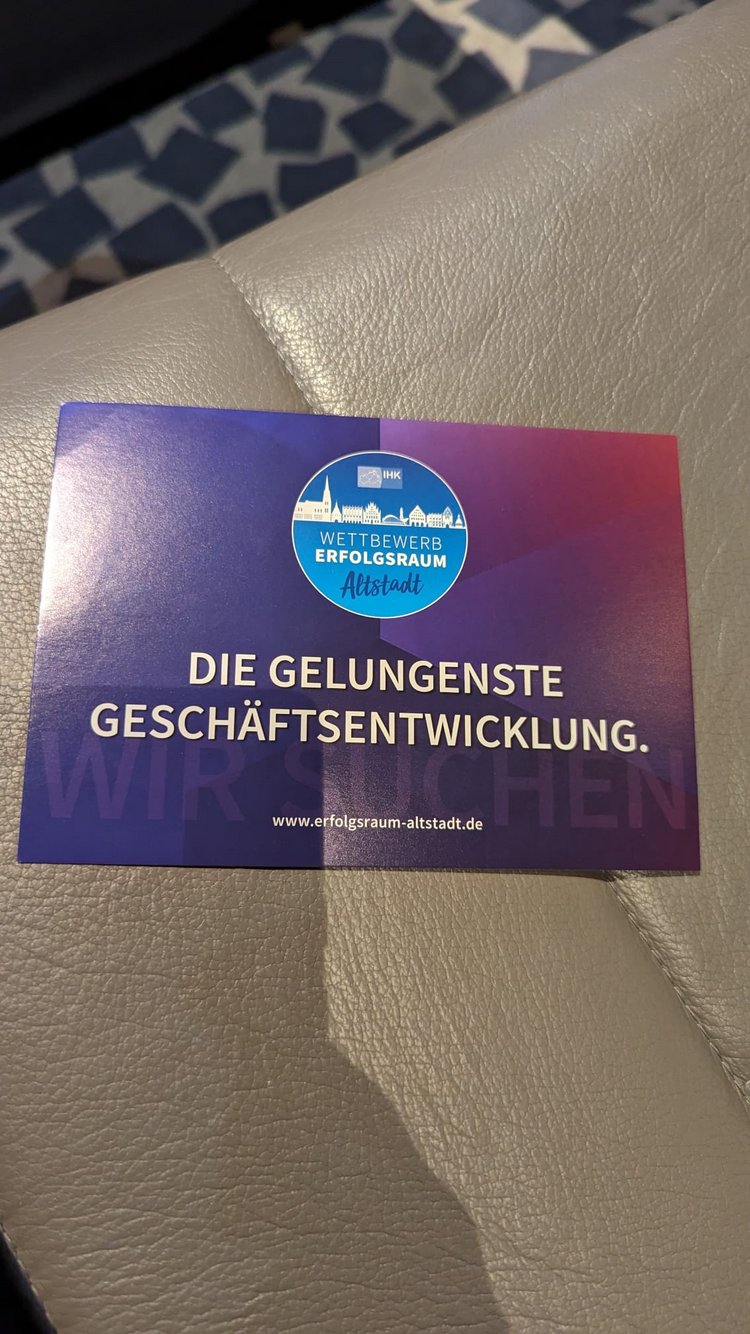 IHK
WETTBEWERB
ERFOLGSRAUM
Altstadt
DIE GELUNGENSTE
GESCHÄFTSENTWICKLUNG.
WIR SUCHEN
www.erfolgsraum-altstadt.de